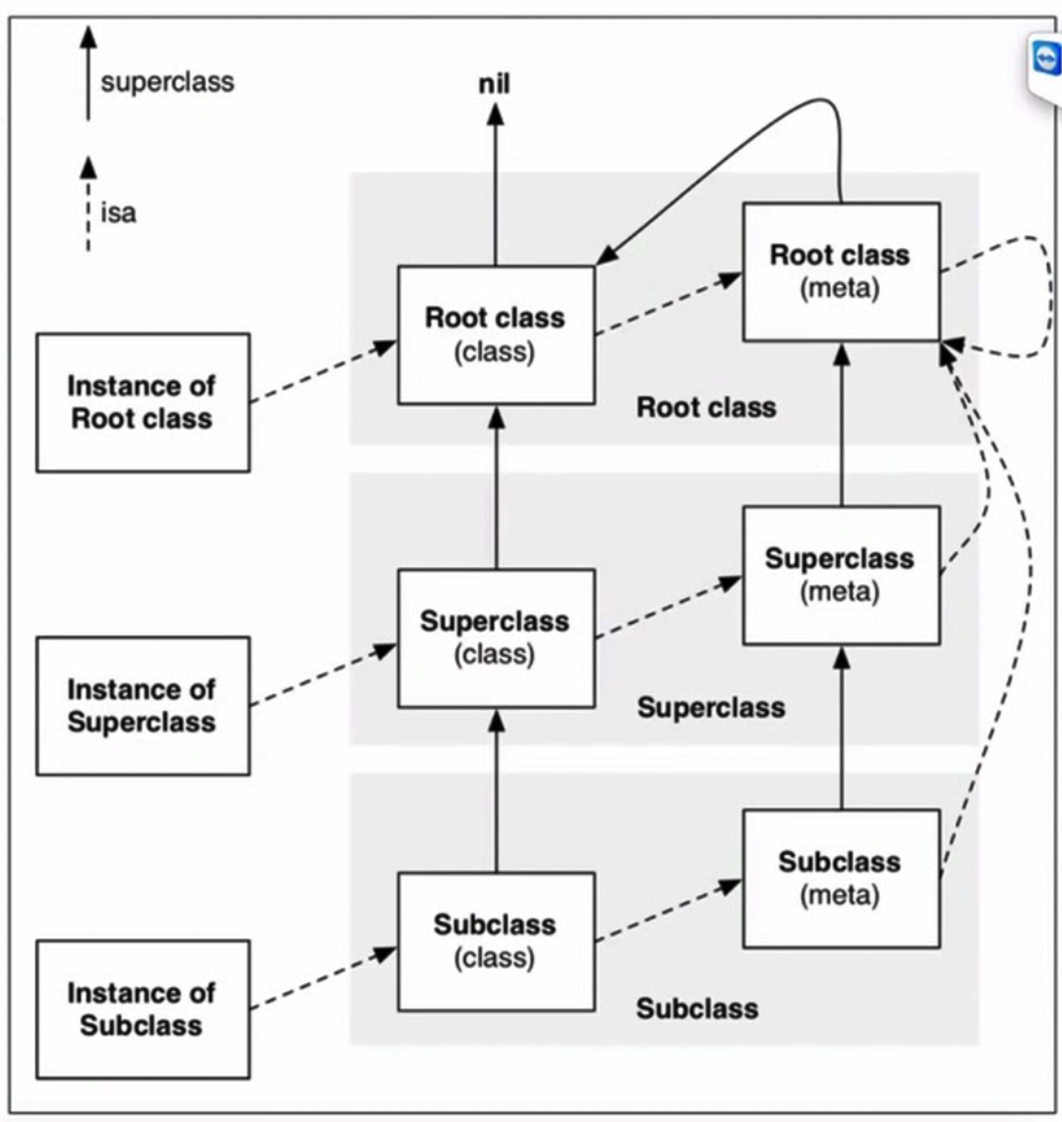 superclass
isa
nil
Root class
(meta)
Root class
(class)
Instance of
Root class
Root class
Superclass
(meta)
Superclass
(class)
Instance of
Superclass
Superclass
Subclass
(meta)
Subclass
(class)
Instance of
Subclass
Subclass